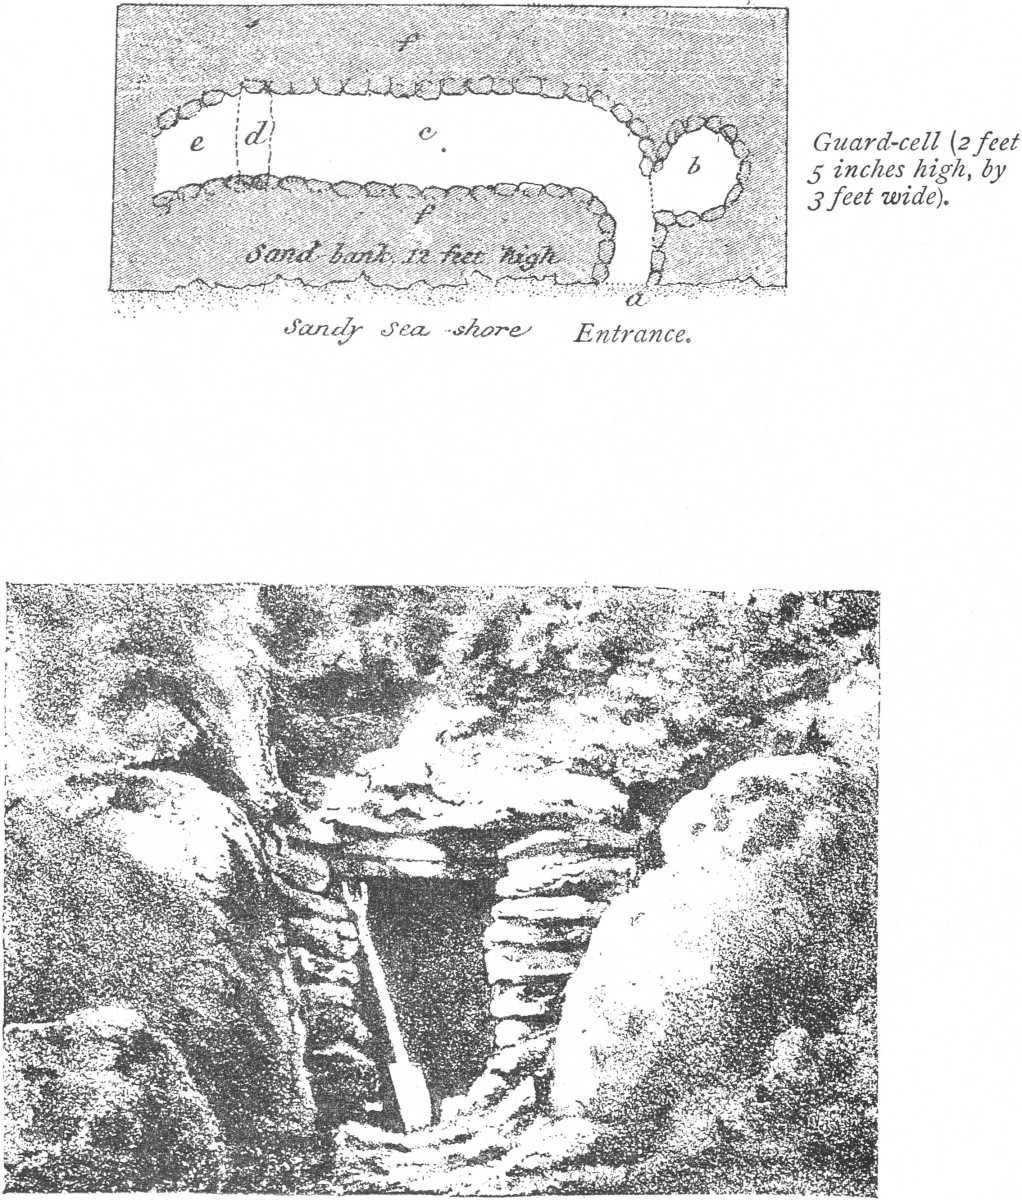 f
e
d
c.
b
Guard-cell (2 feet
5 inches high, by
3 feet wide).
f
Sand bank. 12 feet high
a
Sandy sea shore
Entrance.